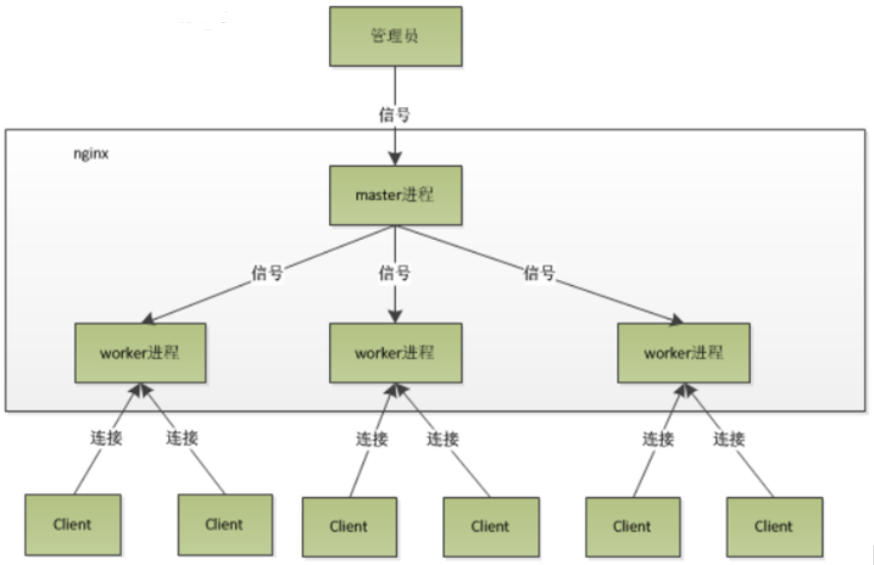 管理员
信号
nginx
master进程
信号
信号
信号
worker进程
worker进程
worker进程
连接
连接
连接
连接
连接
连接
Client
Client
Client
Client
Client
Client